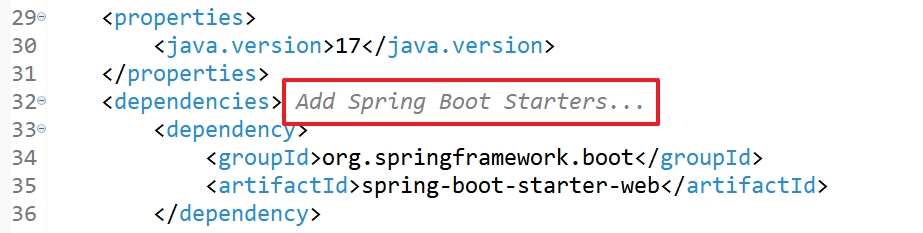 29 <properties>
30 <java.version>17</java.version>
31 </properties>
32 <dependencies> Add Spring Boot Starters...
33 <dependency>
34 <groupId>org.springframework.boot</groupId>
35 <artifactId>spring-boot-starter-web</artifactId>
36 </dependency>